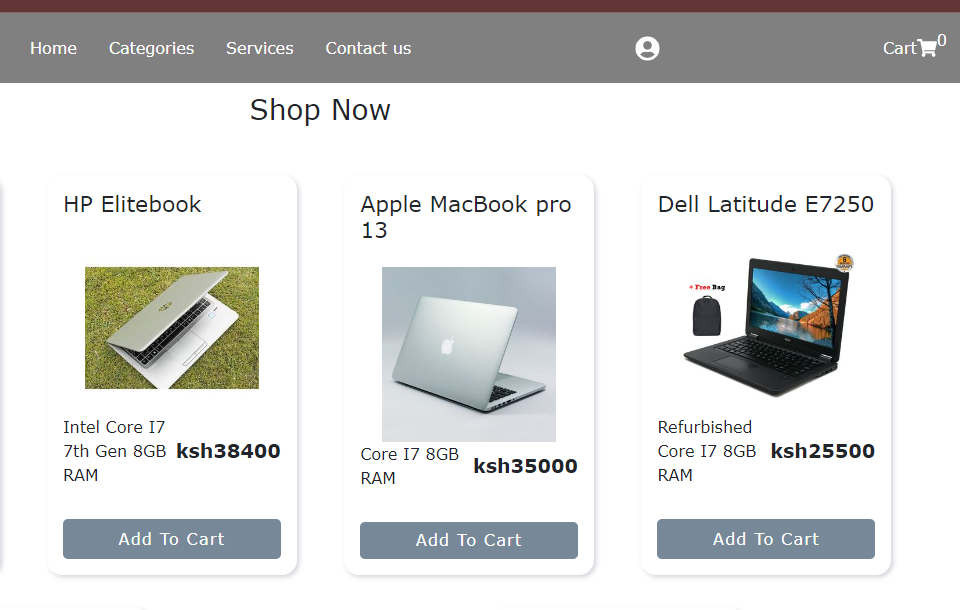 Home
Categories
Services
Contact us
Cart
0
Shop Now
HP Elitebook
Intel Core I7
7th Gen 8GB
RAM
ksh38400
Add To Cart
Apple MacBook pro
13
Core I7 8GB
RAM
ksh35000
Add To Cart
Dell Latitude E7250
+ Free Bag
Refurbished
Core I7 8GB
RAM
ksh25500
Add To Cart